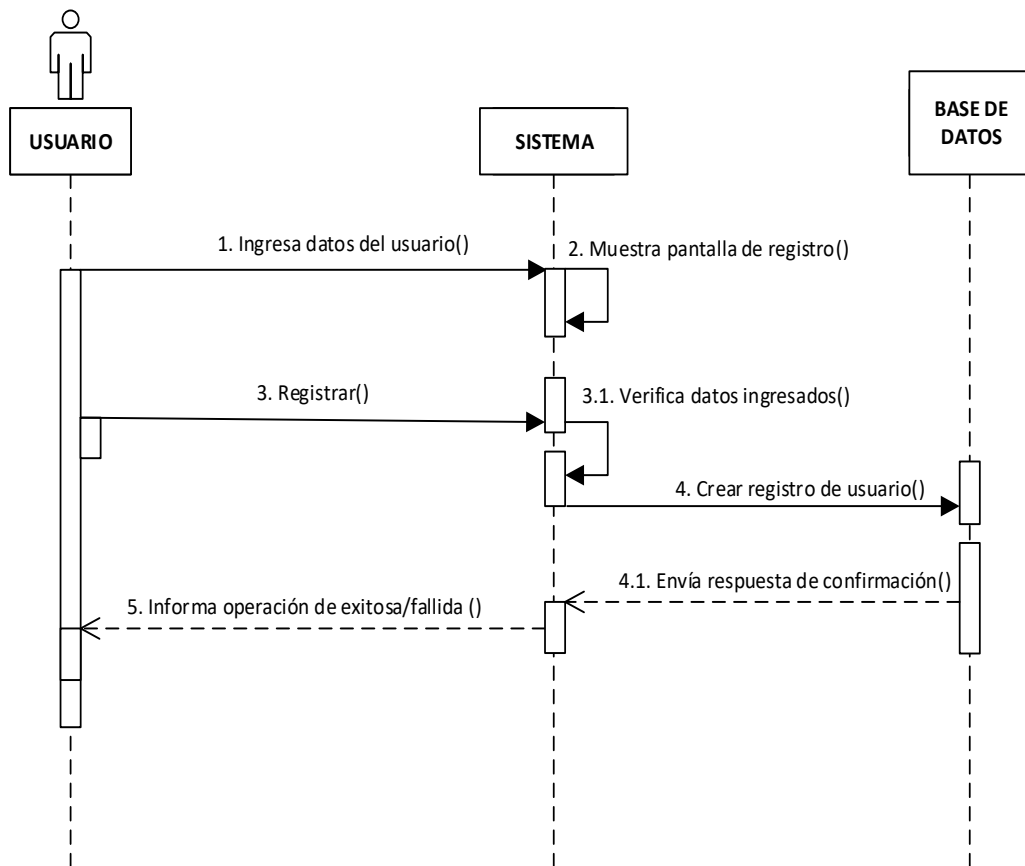 USUARIO
SISTEMA
BASE DE
DATOS
1. Ingresa datos del usuario()
2. Muestra pantalla de registro()
3. Registrar()
3.1. Verifica datos ingresados()
4. Crear registro de usuario()
4.1. Envía respuesta de confirmación()
5. Informa operación de exitosa/fallida ()